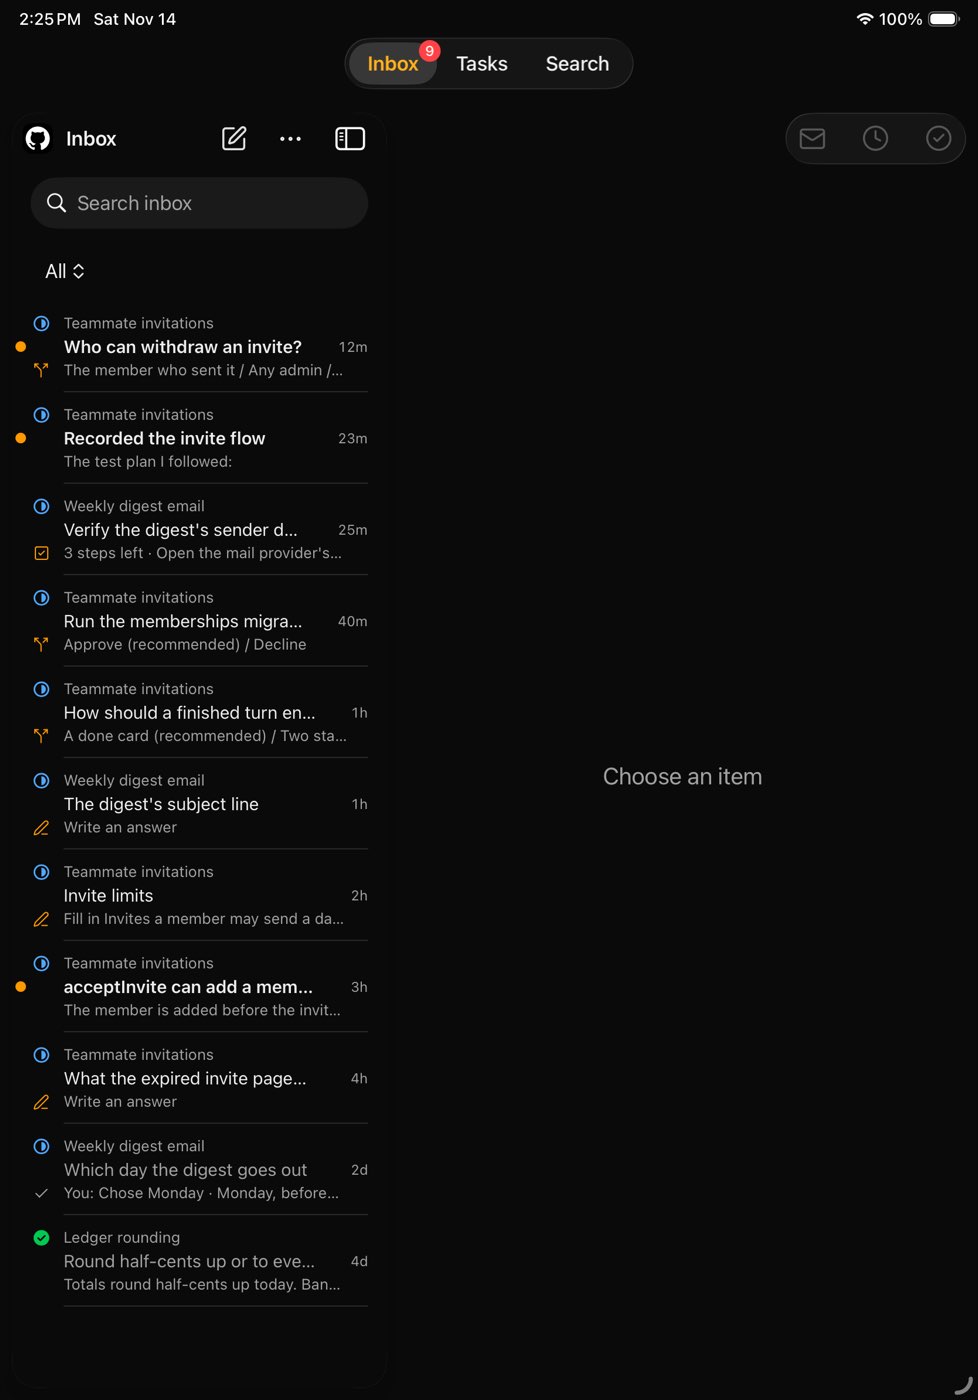 2:25 PM Sat Nov 14
100%
Inbox
9
Tasks
Search
Inbox
Search inbox
All
Teammate invitations
Who can withdraw an invite?
12m
The member who sent it / Any admin /...
Teammate invitations
Recorded the invite flow
23m
The test plan I followed:
Weekly digest email
Verify the digest's sender d...
25m
3 steps left · Open the mail provider's...
Teammate invitations
Run the memberships migra...
40m
Approve (recommended) / Decline
Teammate invitations
How should a finished turn en...
1h
A done card (recommended) / Two sta...
Weekly digest email
The digest's subject line
1h
Write an answer
Teammate invitations
Invite limits
2h
Fill in Invites a member may send a da...
Teammate invitations
acceptInvite can add a mem...
3h
The member is added before the invit...
Teammate invitations
What the expired invite page...
4h
Write an answer
Weekly digest email
Which day the digest goes out
2d
You: Chose Monday · Monday, before...
Ledger rounding
Round half-cents up or to eve...
4d
Totals round half-cents up today. Ban...
Choose an item